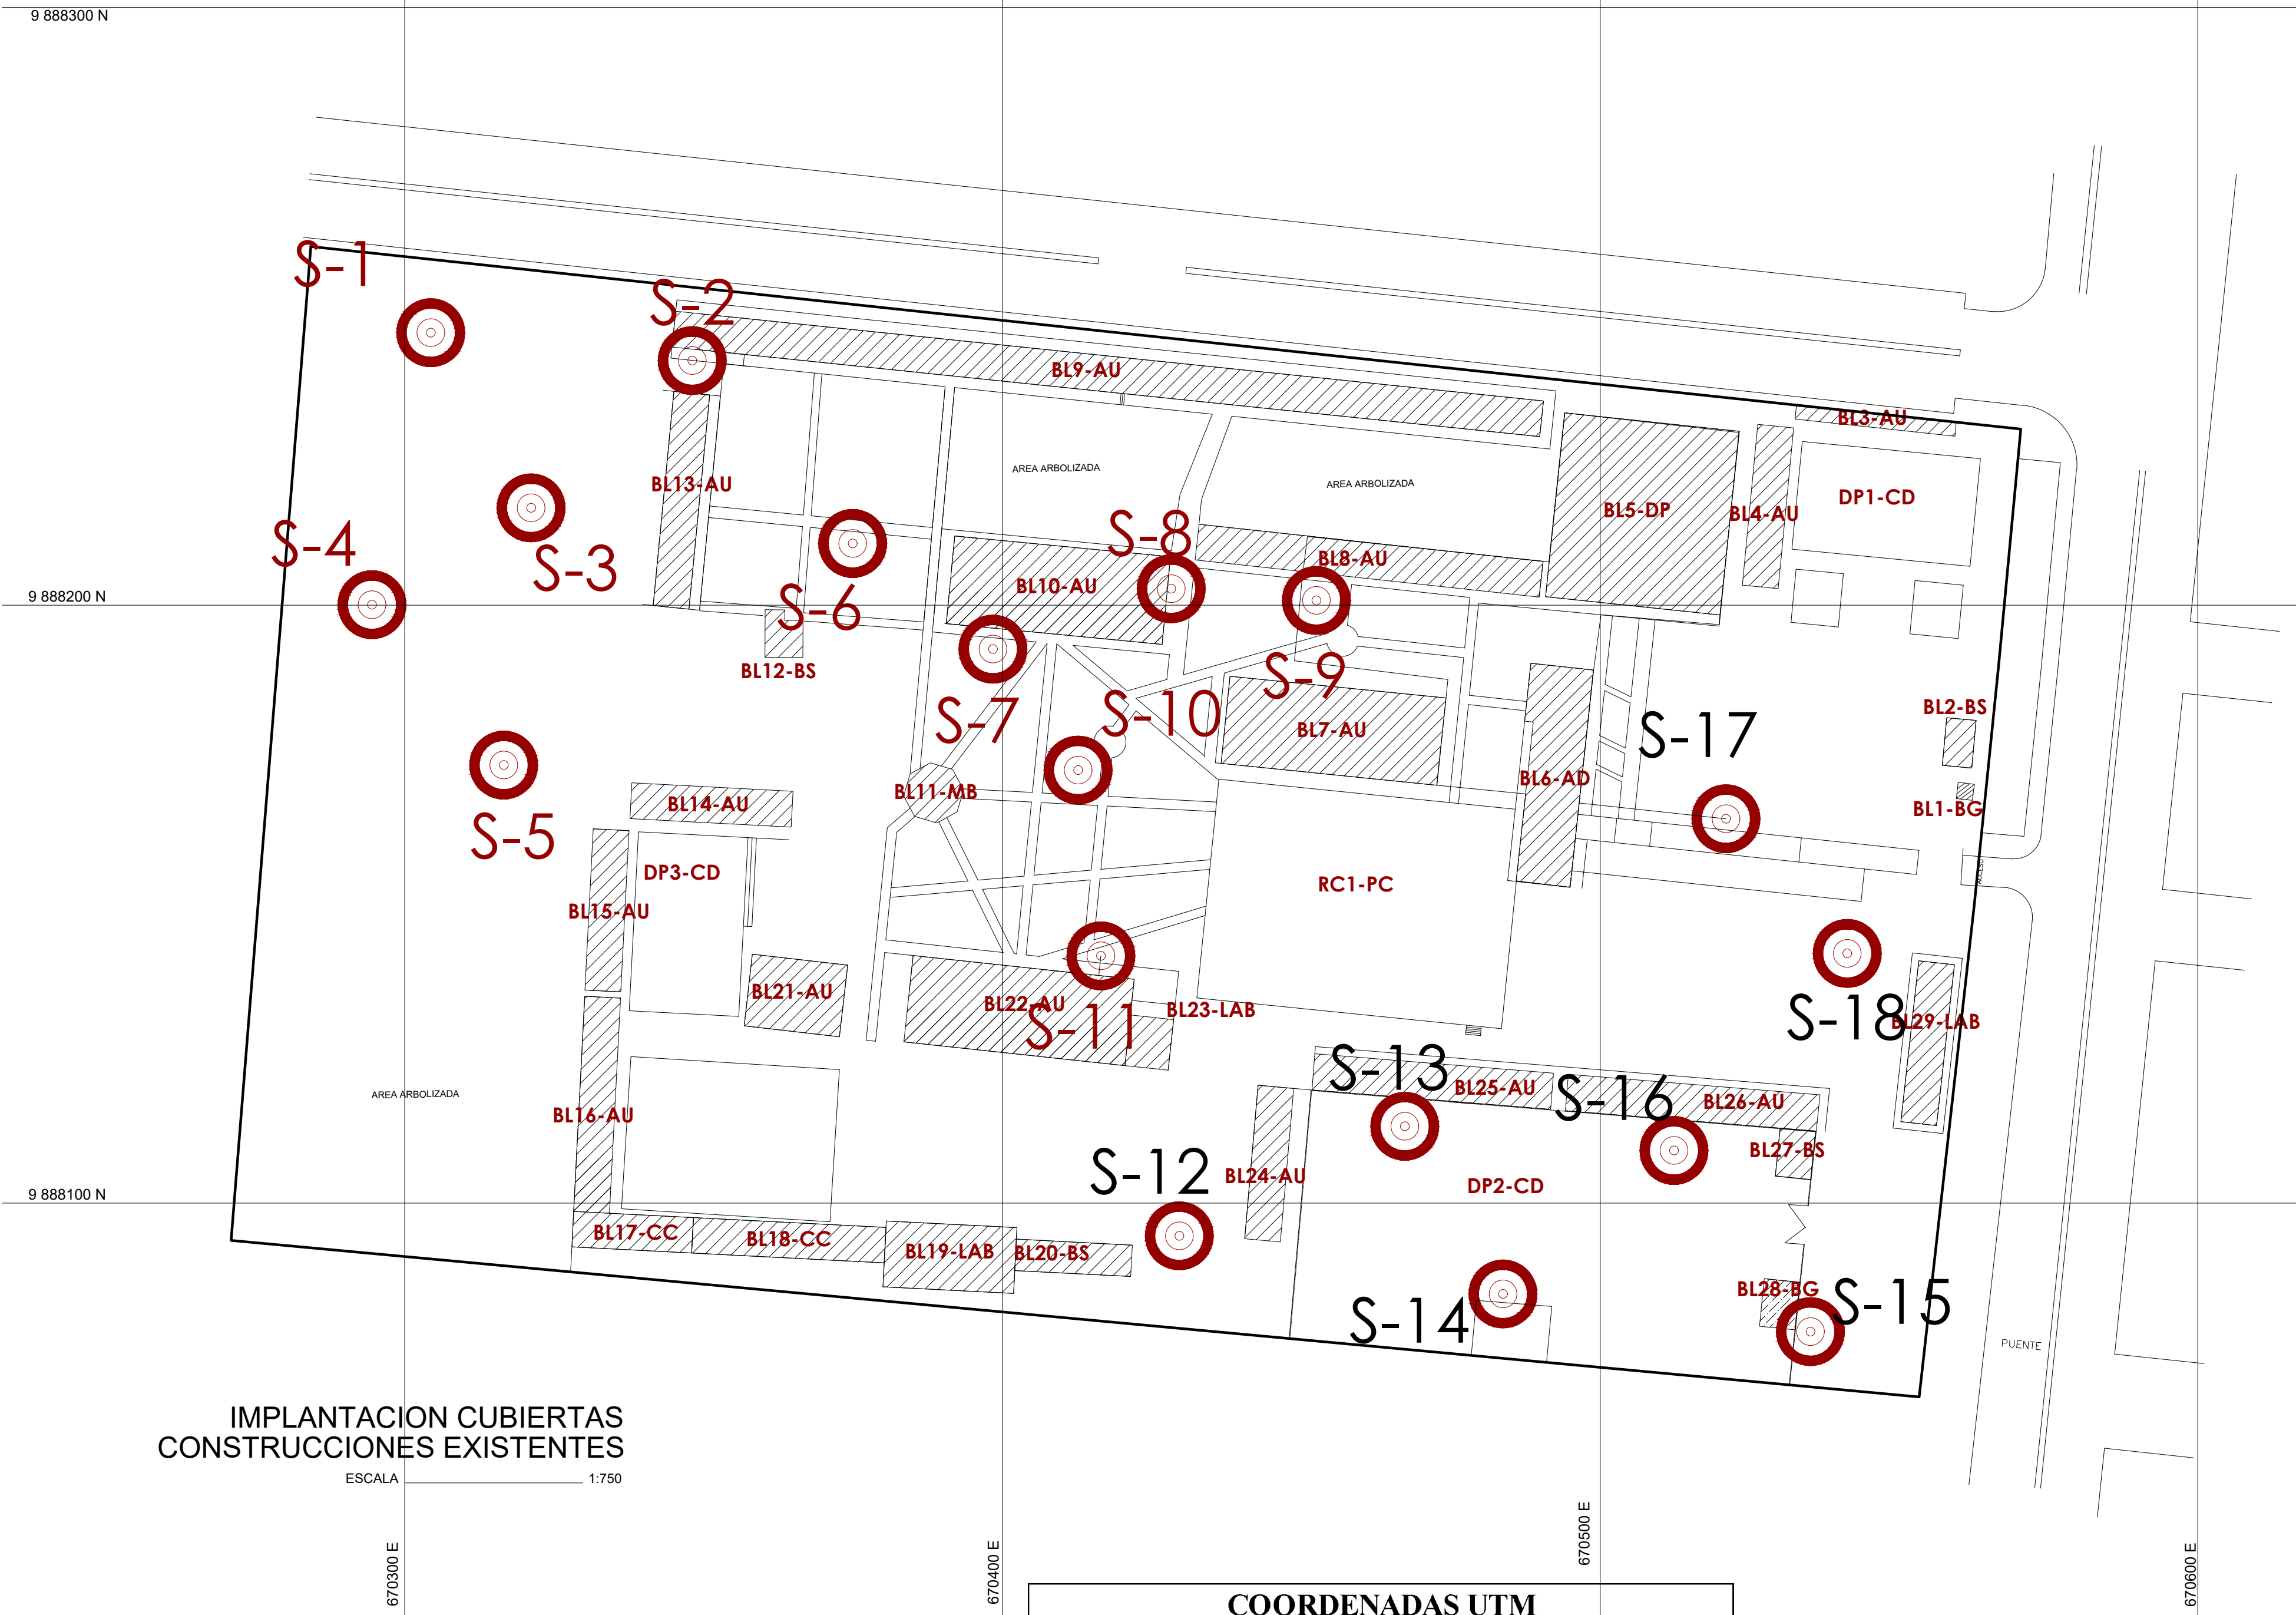 9 888300 N
S-1
S-2
BL9-AU
BL3-AU
AREA ARBOLIZADA
AREA ARBOLIZADA
BL13-AU
DP1-CD
BL5-DP
BL4-AU
S-4
S-3
S-8
BL8-AU
BL10-AU
9 888200 N
S-6
BL12-BS
S-9
S-7
S-10
BL7-AU
S-17
BL2-BS
BL6-AD
BL11-MB
BL14-AU
BL1-BG
S-5
DP3-CD
ACCESO
RC1-PC
BL15-AU
BL21-AU
BL22-AU
BL23-LAB
S-11
S-18
BL29-LAB
S-13
BL25-AU
S-16
BL26-AU
AREA ARBOLIZADA
BL16-AU
BL27-BS
S-12
BL24-AU
DP2-CD
9 888100 N
BL17-CC
BL18-CC
BL19-LAB
BL20-BS
BL28-BG
S-15
S-14
PUENTE
IMPLANTACION CUBIERTAS
CONSTRUCCIONES EXISTENTES
ESCALA 1:750
670300 E
670400 E
670500 E
670600 E
COORDENADAS UTM